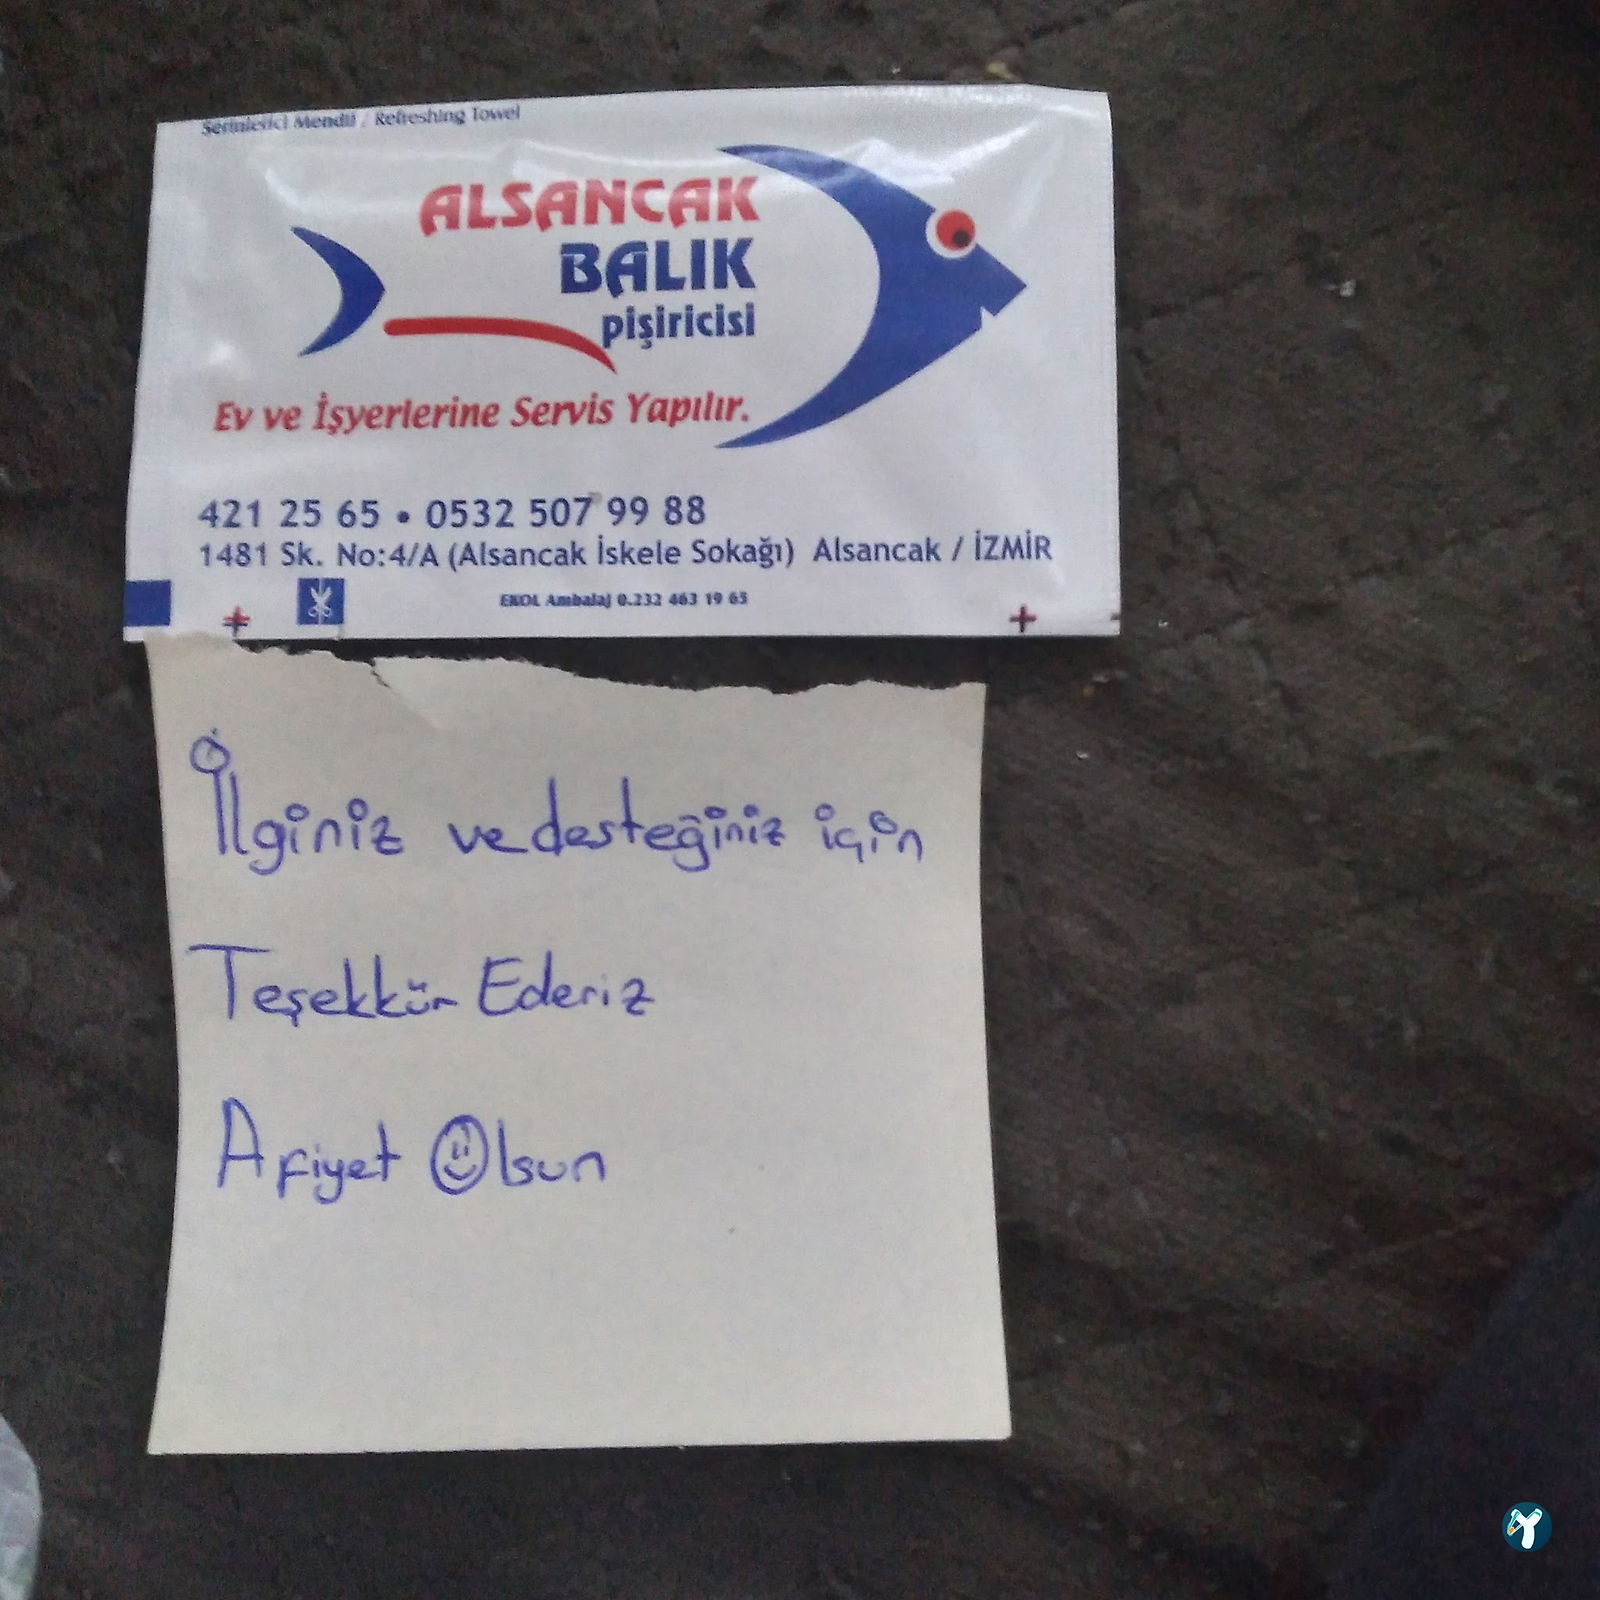 Serinletici Mendil / Refreshing Towel
ALSANCAK
BALIK
pişiricisi
Ev ve İşyerlerine Servis Yapılır.
421 25 65 • 0532 507 99 88
1481 Sk. No:4/A (Alsancak İskele Sokağı) Alsancak / İZMİR
EKOL Ambalaj 0.232 463 19 65
İlginiz ve desteğiniz için
Teşekkür Ederiz
Afiyet Olsun